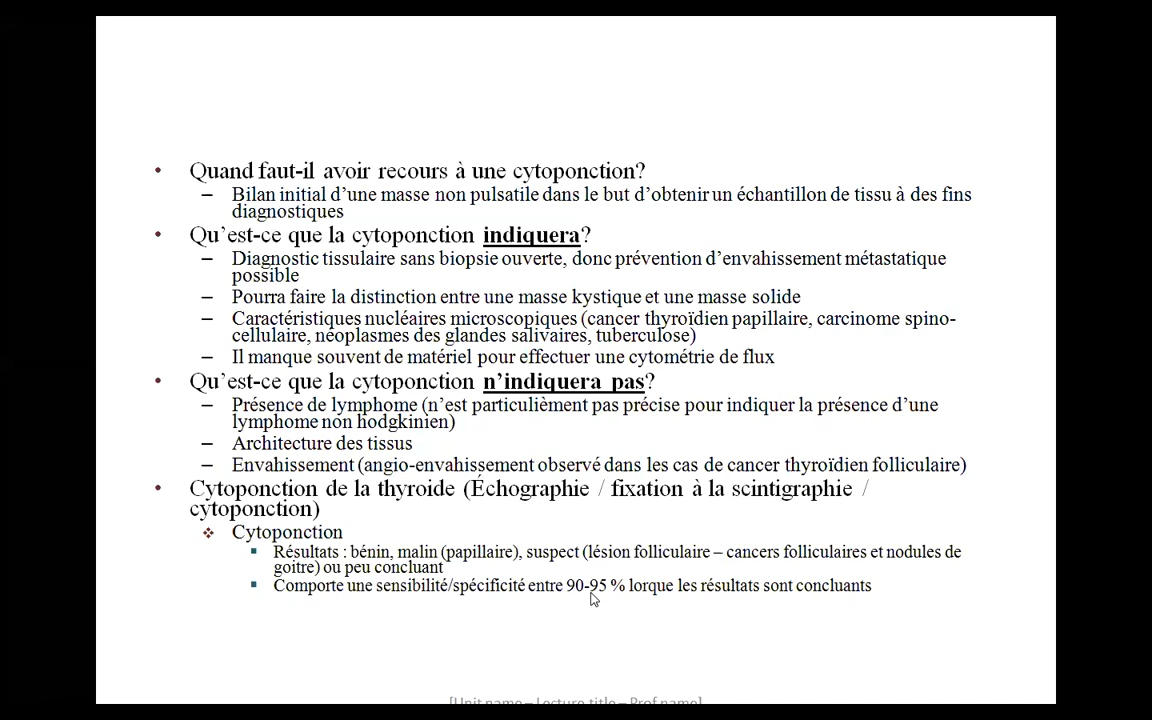 • Quand faut-il avoir recours à une cytoponction?
– Bilan initial d’une masse non pulsatile dans le but d’obtenir un échantillon de tissu à des fins
diagnostiques
• Qu’est-ce que la cytoponction indiquera?
– Diagnostic tissulaire sans biopsie ouverte, donc prévention d’envahissement métastatique
possible
– Pourra faire la distinction entre une masse kystique et une masse solide
– Caractéristiques nucléaires microscopiques (cancer thyroïdien papillaire, carcinome spino-
cellulaire, néoplasmes des glandes salivaires, tuberculose)
– Il manque souvent de matériel pour effectuer une cytométrie de flux
• Qu’est-ce que la cytoponction n’indiquera pas?
– Présence de lymphome (n’est particulièment pas précise pour indiquer la présence d’une
lymphome non hodgkinien)
– Architecture des tissus
– Envahissement (angio-envahissement observé dans les cas de cancer thyroïdien folliculaire)
• Cytoponction de la thyroide (Échographie / fixation à la scintigraphie /
cytoponction)
❖ Cytoponction
▪ Résultats : bénin, malin (papillaire), suspect (lésion folliculaire – cancers folliculaires et nodules de
goitre) ou peu concluant
▪ Comporte une sensibilité/spécificité entre 90-95 % lorque les résultats sont concluants
[Unit name – Lecture title – Prof name]